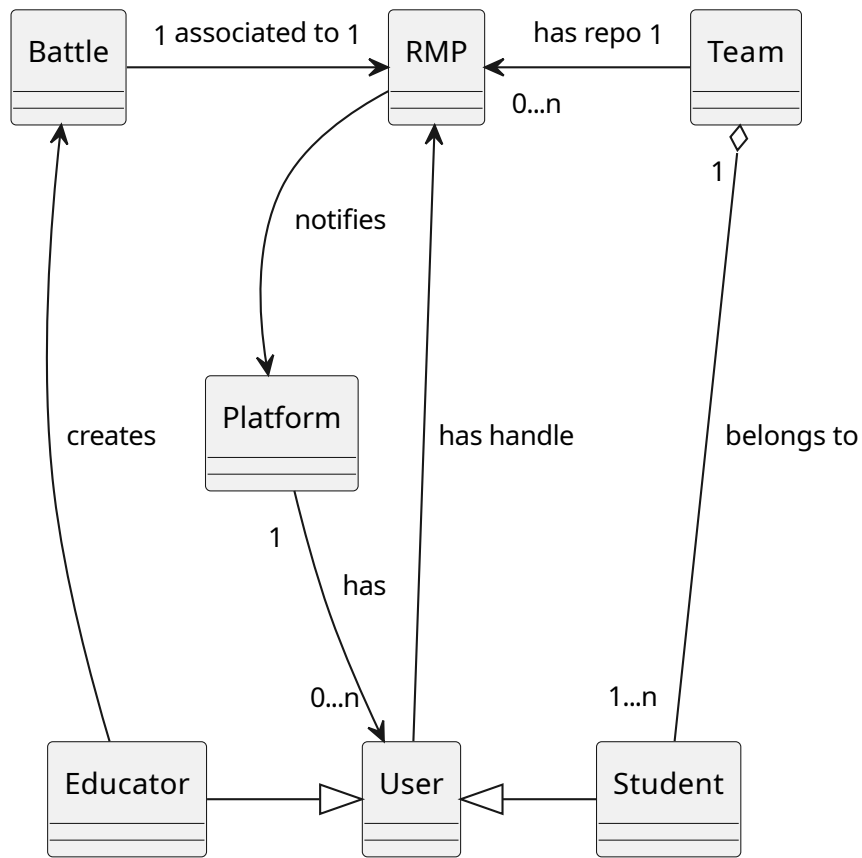 Battle
1 associated to 1
RMP
has repo 1
Team
0...n
1
notifies
Platform
creates
has handle
belongs to
1
has
0...n
1...n
Educator
User
Student